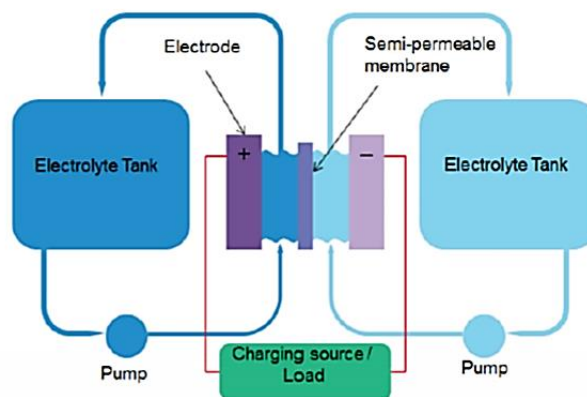 Electrode
Semi-permeable
membrane
Electrolyte Tank
+
−
Electrolyte Tank
Pump
Charging source /
Load
Pump